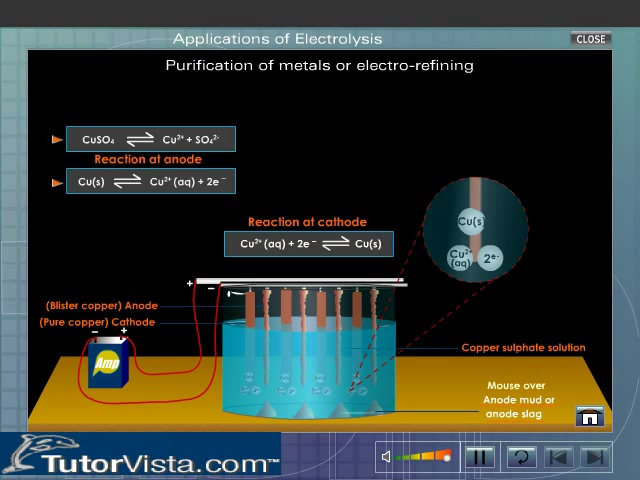 Applications of Electrolysis
CLOSE
Purification of metals or electro-refining
CuSO₄ ⇌ Cu²⁺ + SO₄²⁻
Reaction at anode
Cu(s) ⇌ Cu²⁺ (aq) + 2e⁻
Reaction at cathode
Cu²⁺ (aq) + 2e⁻ ⇌ Cu(s)
Cu(s)
Cu²⁺ (aq)
2e⁻
+
−
(Blister copper) Anode
(Pure copper) Cathode
− +
Amp
Copper sulphate solution
Mouse over
Anode mud or
anode slag
TutorVista.com™